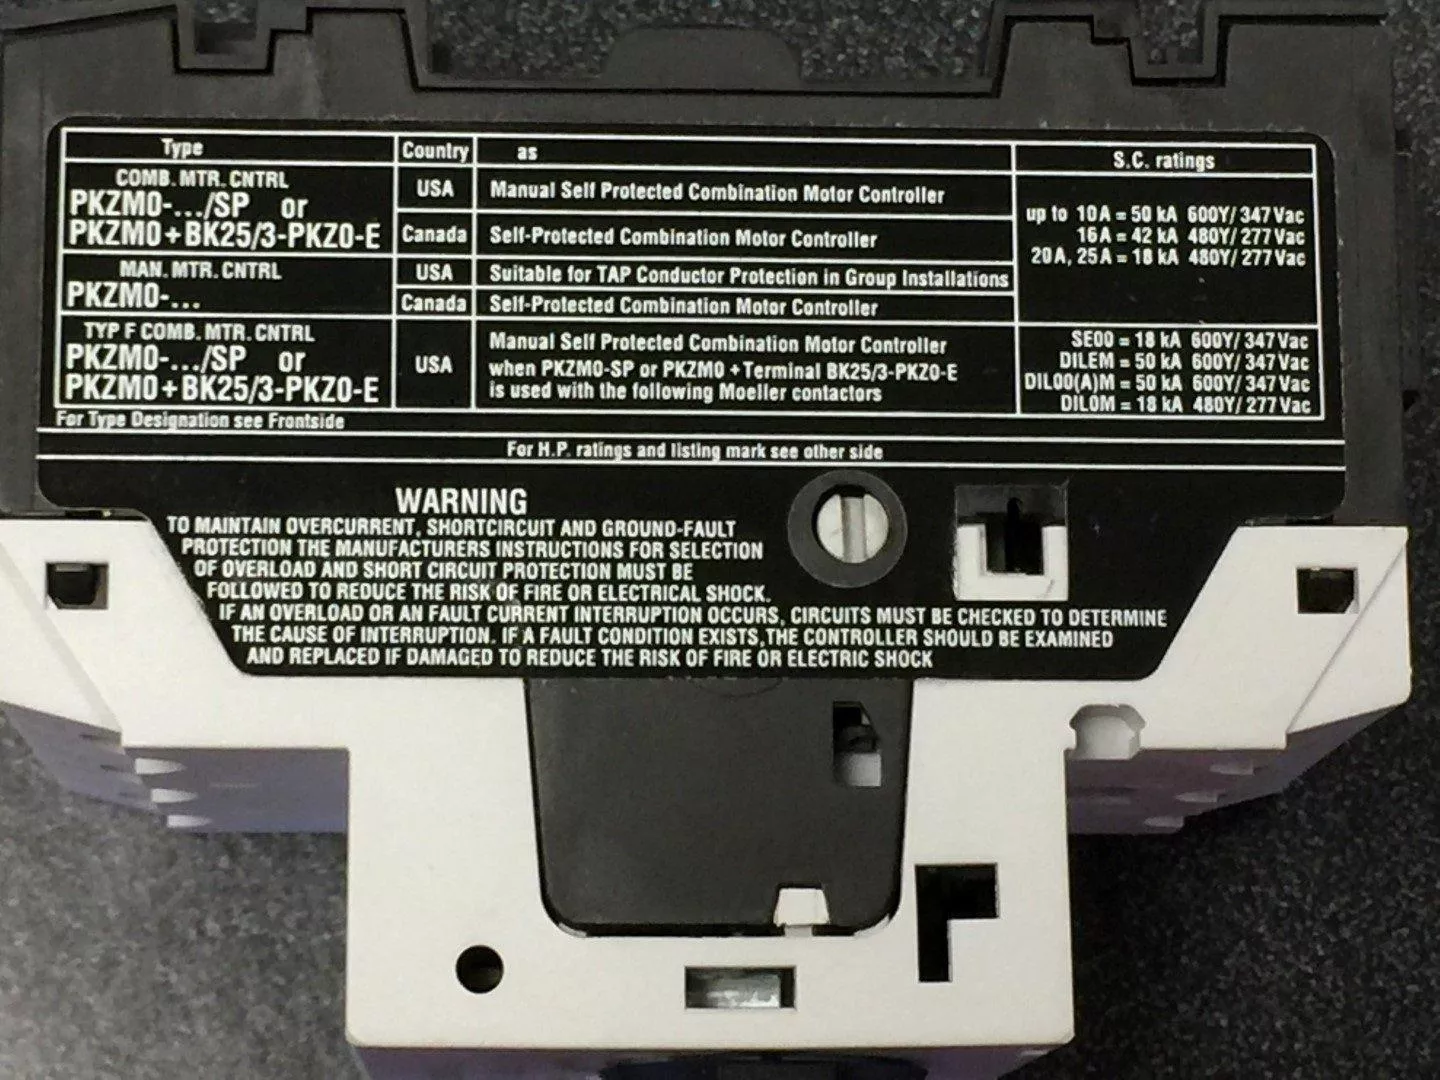 Type Country as S.C. ratings
COMB. MTR. CNTRL
PKZM0-.../SP or
PKZM0+BK25/3-PKZ0-E
USA Manual Self Protected Combination Motor Controller
Canada Self-Protected Combination Motor Controller
up to 10A = 50 kA 600Y/347Vac
16A = 42 kA 480Y/277Vac
20A, 25A = 18 kA 480Y/277Vac
MAN. MTR. CNTRL
PKZM0-...
USA Suitable for TAP Conductor Protection in Group Installations
Canada Self-Protected Combination Motor Controller
TYP F COMB. MTR. CNTRL
PKZM0-.../SP or
PKZM0+BK25/3-PKZ0-E
USA
Manual Self Protected Combination Motor Controller
when PKZM0-SP or PKZM0 +Terminal BK25/3-PKZ0-E
is used with the following Moeller contactors
SE00 = 18 kA 600Y/347Vac
DILEM = 50 kA 600Y/347Vac
DIL00(A)M = 50 kA 600Y/347Vac
DIL0M = 18 kA 480Y/277Vac
For Type Designation see Frontside
For H.P. ratings and listing mark see other side
WARNING
TO MAINTAIN OVERCURRENT, SHORTCIRCUIT AND GROUND-FAULT
PROTECTION THE MANUFACTURERS INSTRUCTIONS FOR SELECTION
OF OVERLOAD AND SHORT CIRCUIT PROTECTION MUST BE
FOLLOWED TO REDUCE THE RISK OF FIRE OR ELECTRICAL SHOCK.
IF AN OVERLOAD OR AN FAULT CURRENT INTERRUPTION OCCURS, CIRCUITS MUST BE CHECKED TO DETERMINE
THE CAUSE OF INTERRUPTION. IF A FAULT CONDITION EXISTS, THE CONTROLLER SHOULD BE EXAMINED
AND REPLACED IF DAMAGED TO REDUCE THE RISK OF FIRE OR ELECTRIC SHOCK